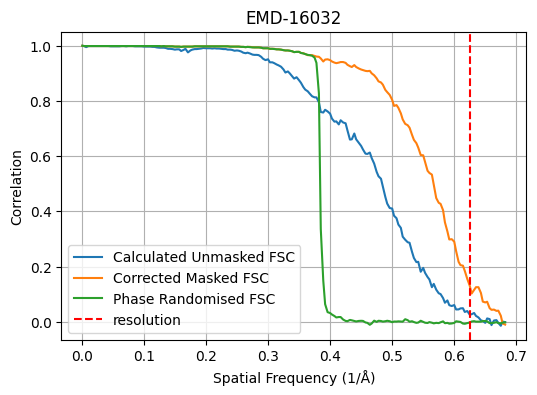 EMD-16032
1.0
0.8
0.6
0.4
0.2
0.0
Correlation
Calculated Unmasked FSC
Corrected Masked FSC
Phase Randomised FSC
resolution
0.0 0.1 0.2 0.3 0.4 0.5 0.6 0.7
Spatial Frequency (1/Å)